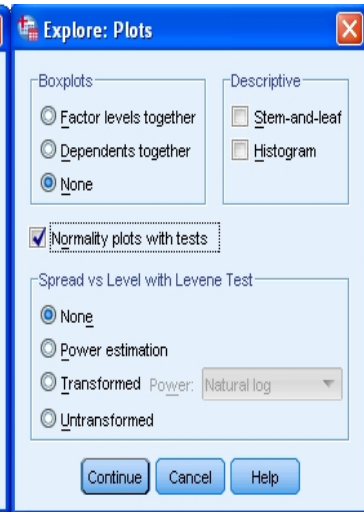 Explore: Plots
Boxplots
Factor levels together
Dependents together
None
Descriptive
Stem-and-leaf
Histogram
Normality plots with tests
Spread vs Level with Levene Test
None
Power estimation
Transformed Power: Natural log
Untransformed
Continue Cancel Help